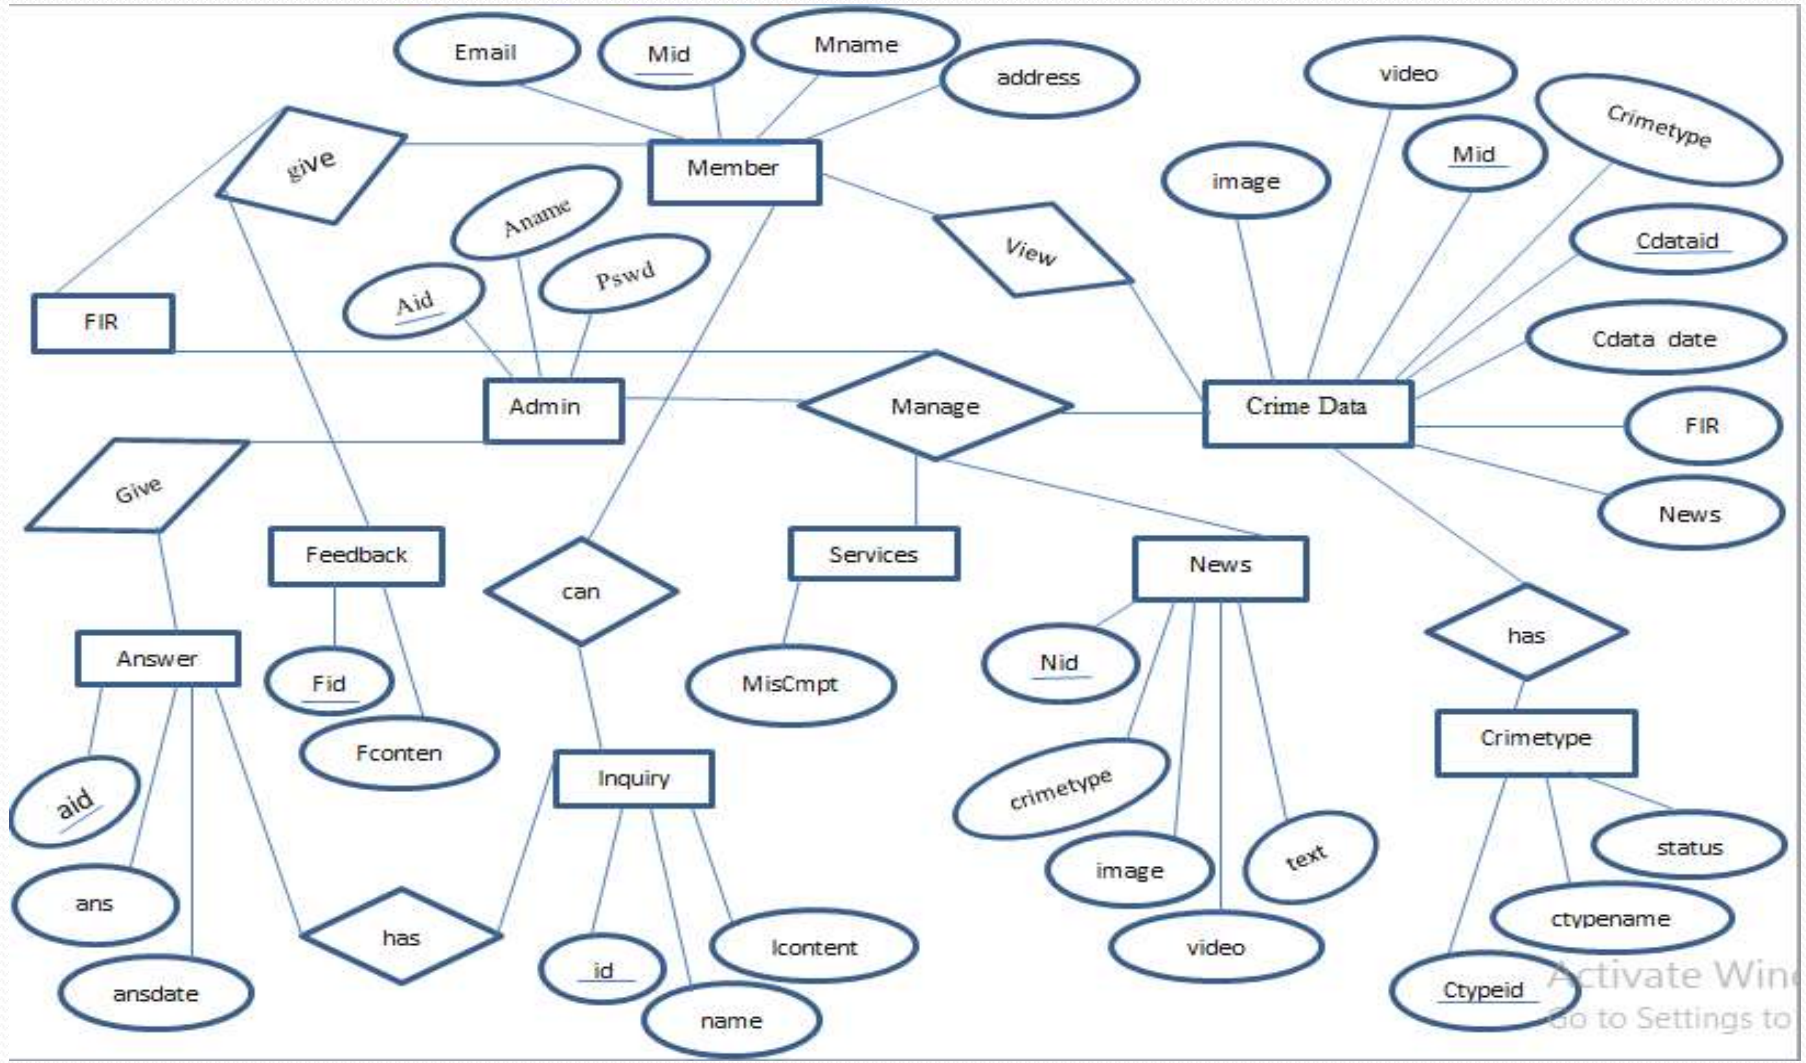 Email
Mid
Mname
address
video
Crimetype
Mid
image
give
Member
Aname
View
Cdataid
Pswd
Aid
FIR
Cdata date
Admin
Manage
Crime Data
FIR
Give
News
Feedback
can
Services
News
has
Answer
Fid
MisCmpt
Nid
Fconten
Inquiry
Crimetype
aid
crimetype
status
ans
image
text
ctypename
has
Icontent
video
id
ansdate
name
Ctypeid
Activate Win
Go to Settings to